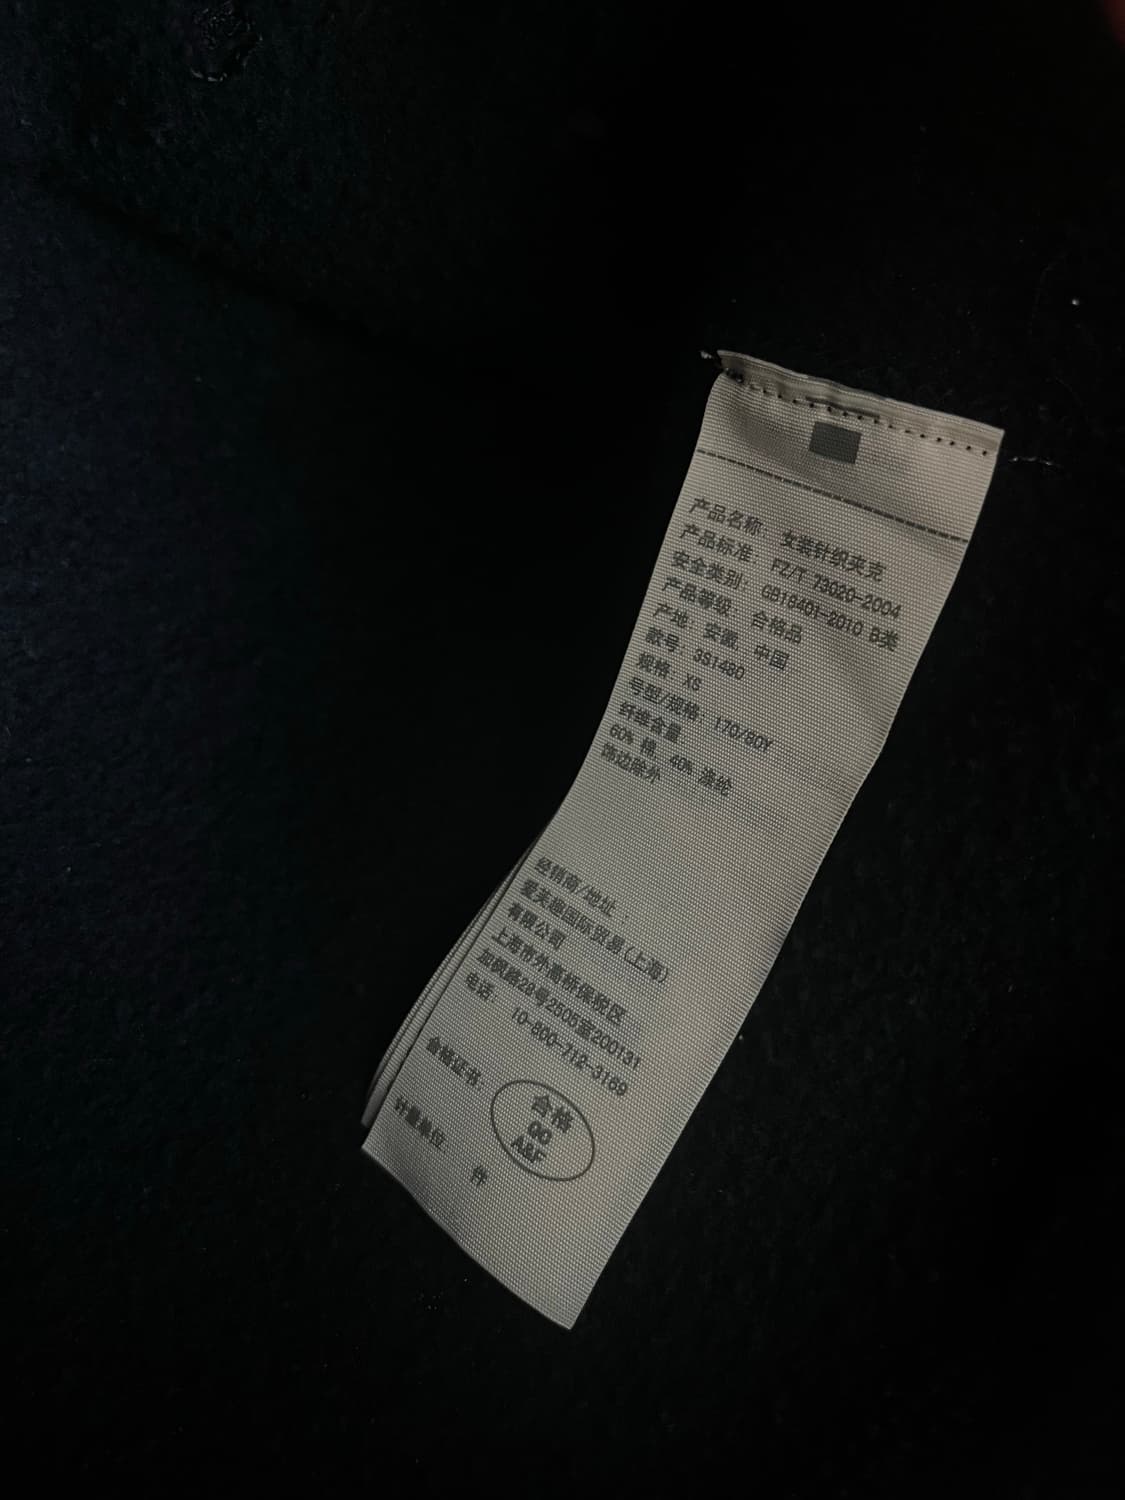 产品名称: 女装针织夹克
产品标准: FZ/T 73020-2004
安全类别: GB18401-2010 B类
产品等级: 合格品
产地: 安徽, 中国
款号: SS1480
规格: XS
号型/规格: 170/80Y
纤维含量
60% 棉, 40% 涤纶
饰边除外
经销商/地址:
爱芙趣国际贸易(上海)
有限公司
上海市外高桥保税区
加枫路28号2505室200131
电话:
10-800-712-3169
合格证书:
合格
QC
A&F
计量单位
件